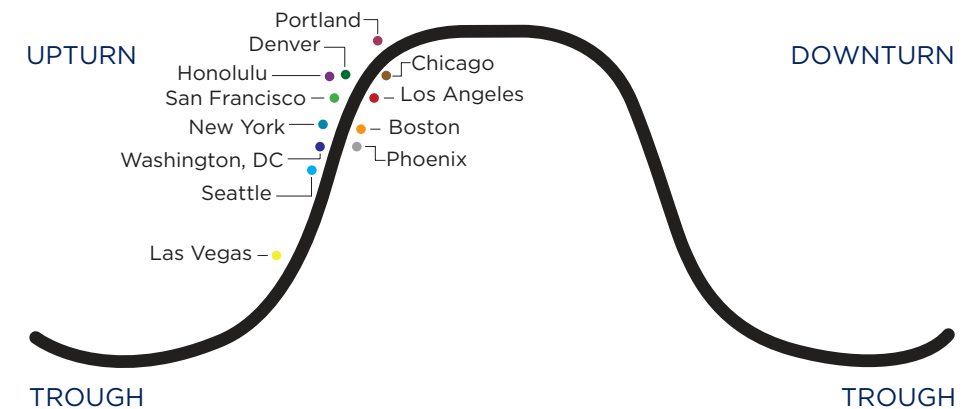 Portland
UPTURN
Denver
DOWNTURN
Honolulu
Chicago
San Francisco
Los Angeles
New York
Boston
Washington, DC
Phoenix
Seattle
Las Vegas
TROUGH
TROUGH